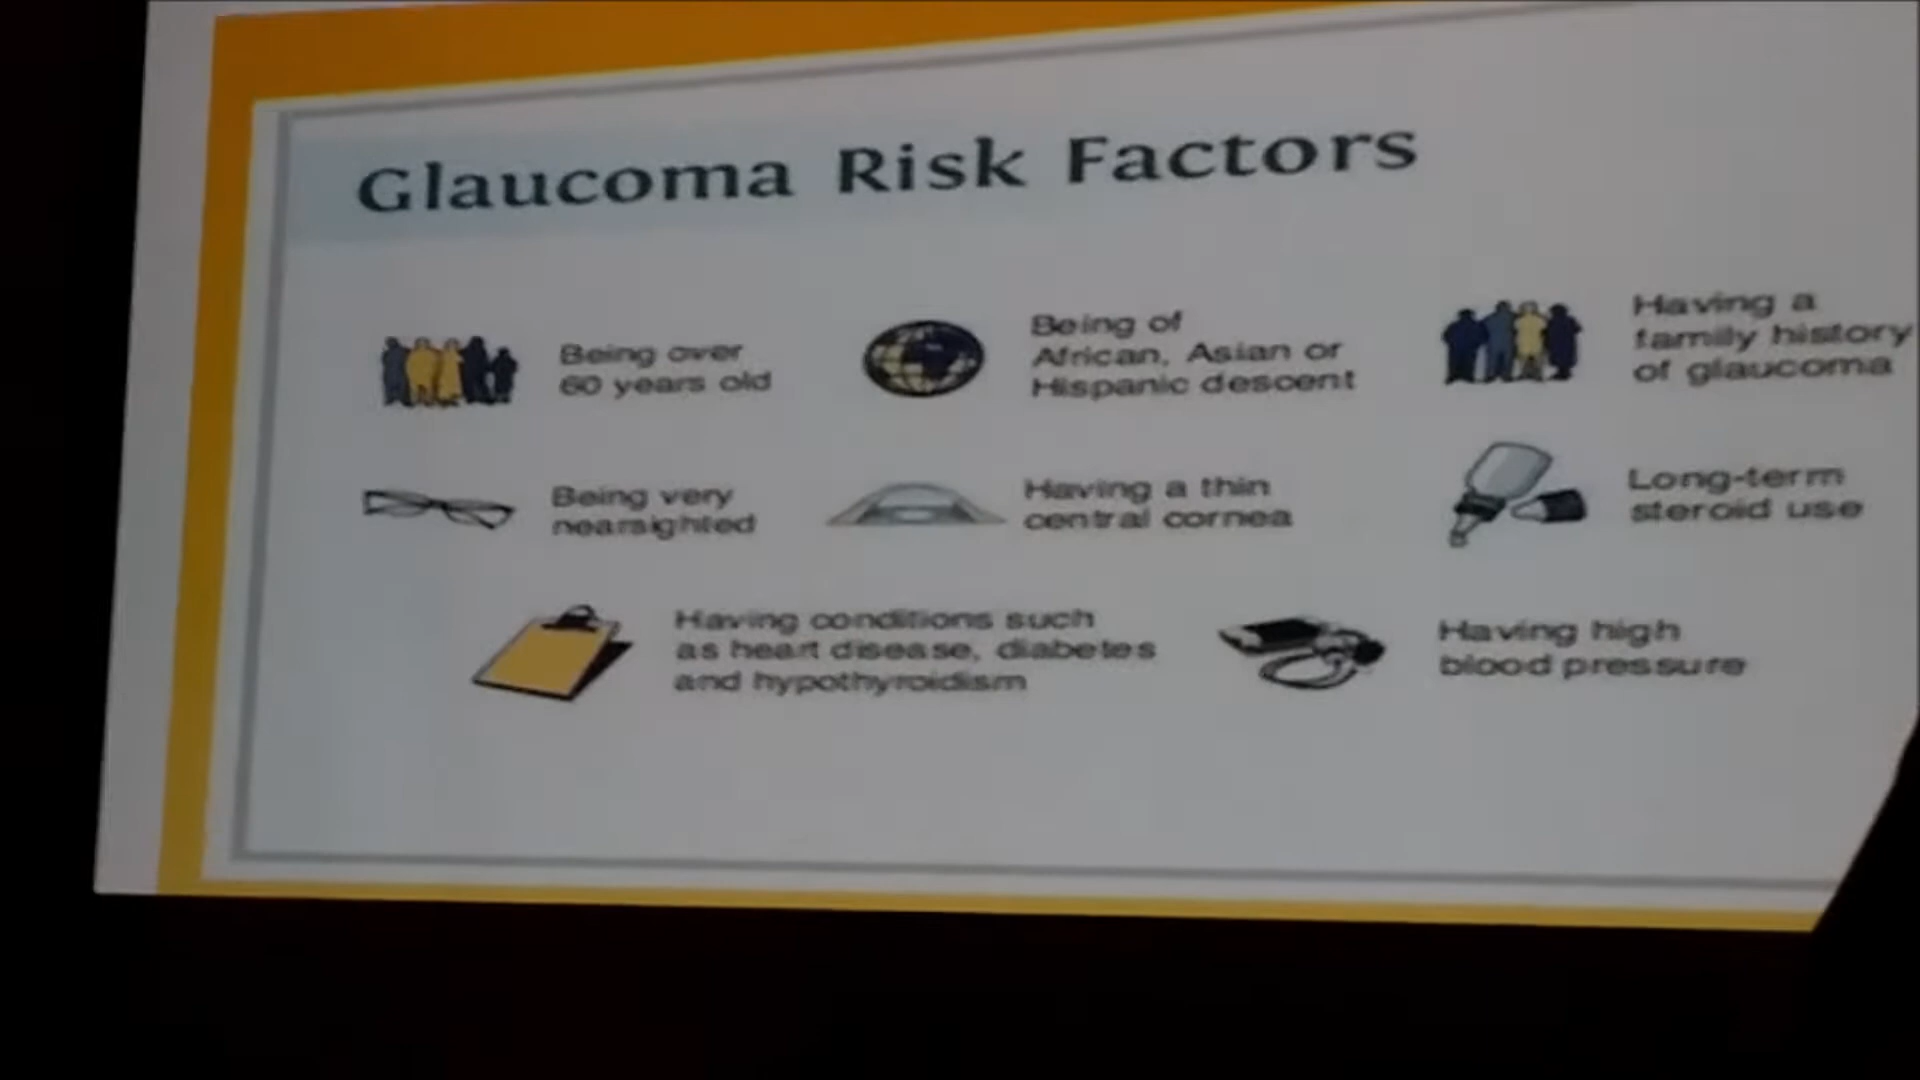 Glaucoma Risk Factors
Being over
60 years old
Being of
African, Asian or
Hispanic descent
Having a
family history
of glaucoma
Being very
nearsighted
Having a thin
central cornea
Long-term
steroid use
Having conditions such
as heart disease, diabetes
and hypothyroidism
Having high
blood pressure